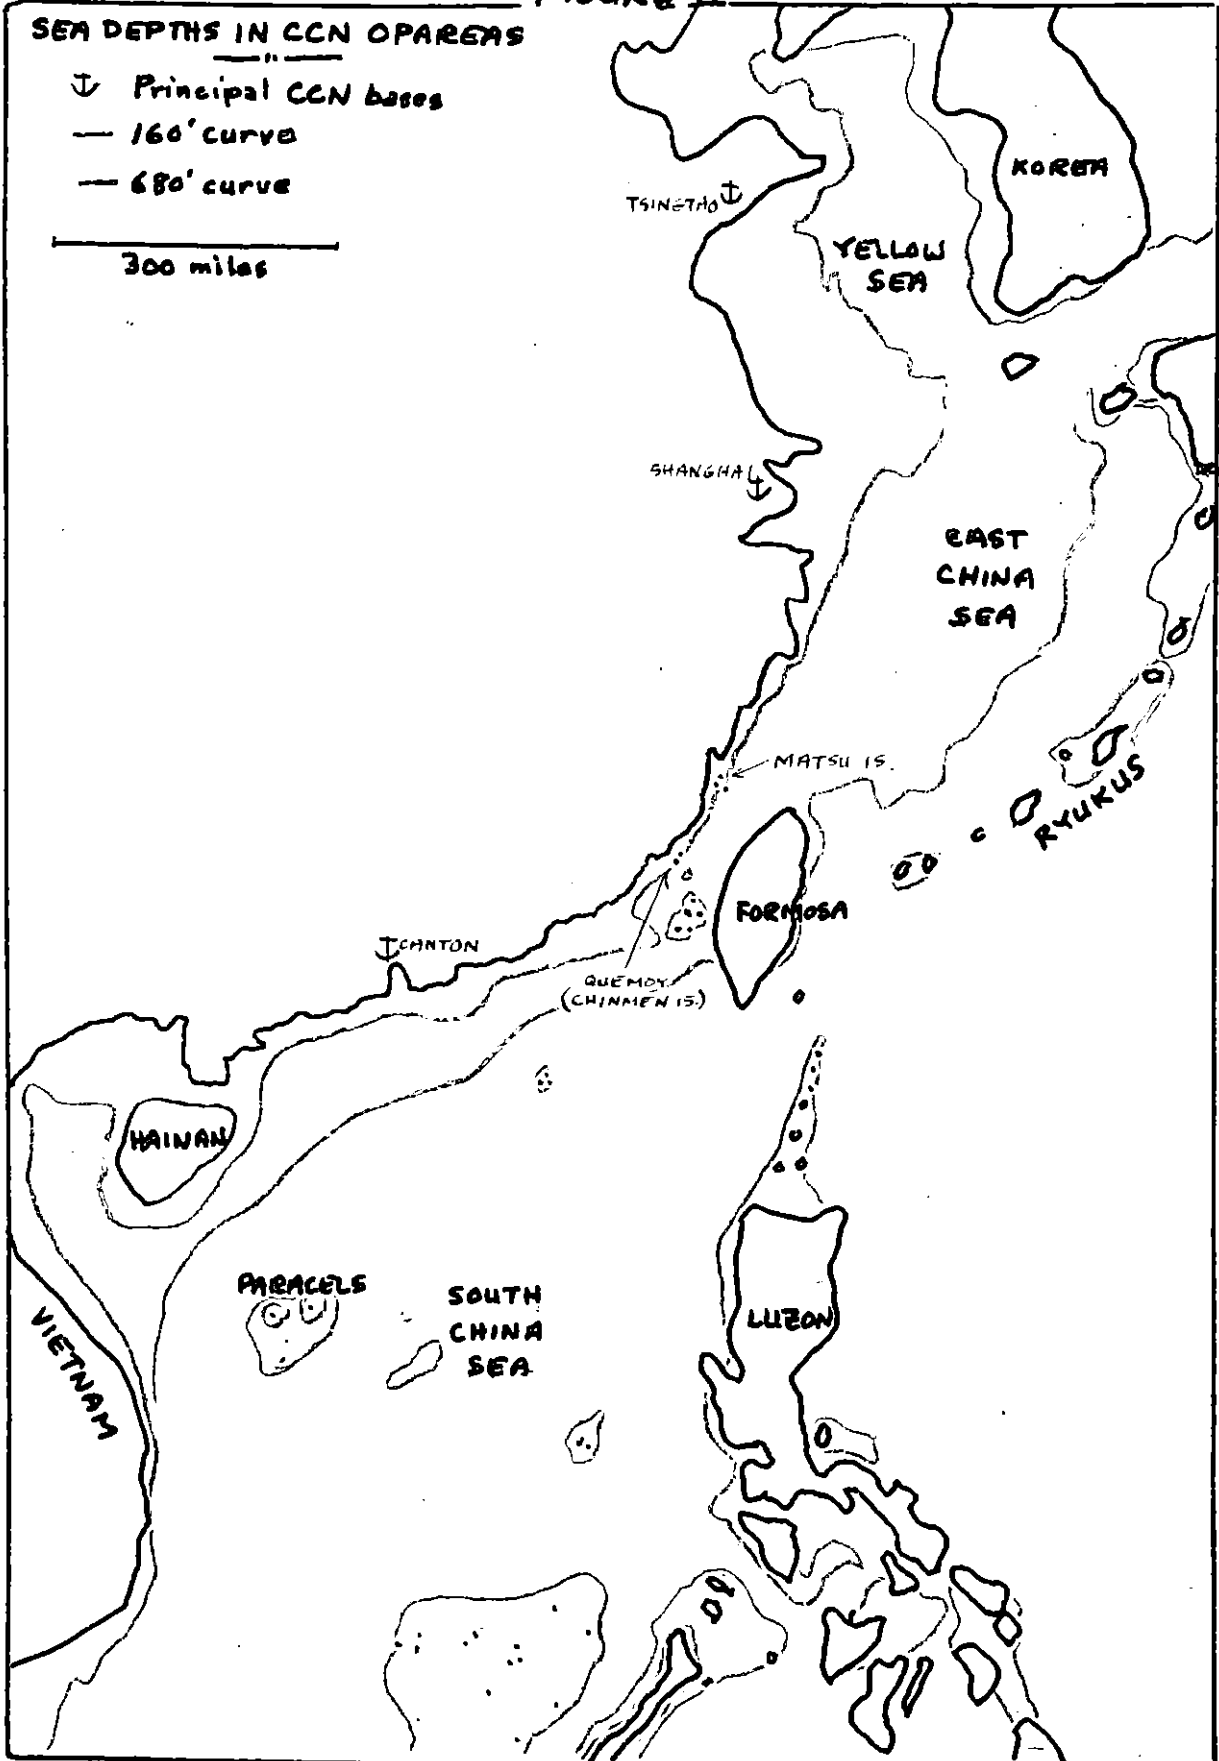 SEA DEPTHS IN CCN OPAREAS
Principal CCN bases
160' curve
680' curve
300 miles
KOREA
TSINGTAO
YELLOW
SEA
SHANGHAI
EAST
CHINA
SEA
MATSU IS.
RYUKUS
FORMOSA
CANTON
QUEMOY
(CHINMEN IS.)
HAINAN
PARACELS
SOUTH
CHINA
SEA
VIETNAM
LUZON